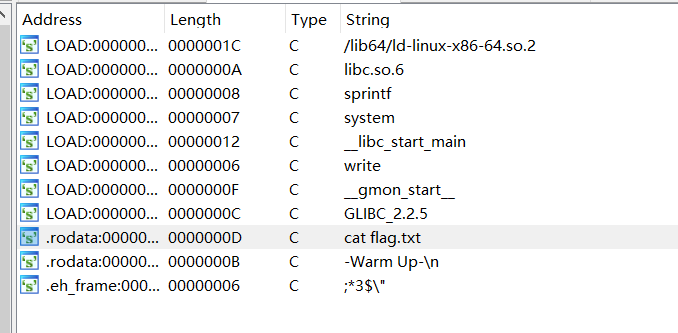 Address Length Type String
LOAD:000000... 0000001C C /lib64/ld-linux-x86-64.so.2
LOAD:000000... 0000000A C libc.so.6
LOAD:000000... 00000008 C sprintf
LOAD:000000... 00000007 C system
LOAD:000000... 00000012 C __libc_start_main
LOAD:000000... 00000006 C write
LOAD:000000... 0000000F C __gmon_start__
LOAD:000000... 0000000C C GLIBC_2.2.5
.rodata:00000... 0000000D C cat flag.txt
.rodata:00000... 0000000B C -Warm Up-\n
.eh_frame:000... 00000006 C ;*3$\"